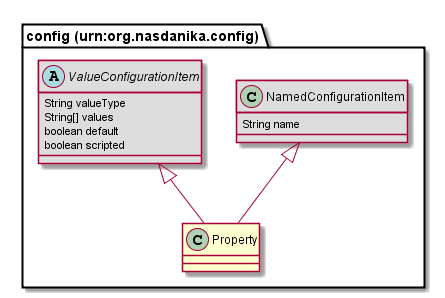 config (urn:org.nasdanika.config)
A ValueConfigurationItem
String valueType
String[] values
boolean default
boolean scripted
C NamedConfigurationItem
String name
C Property